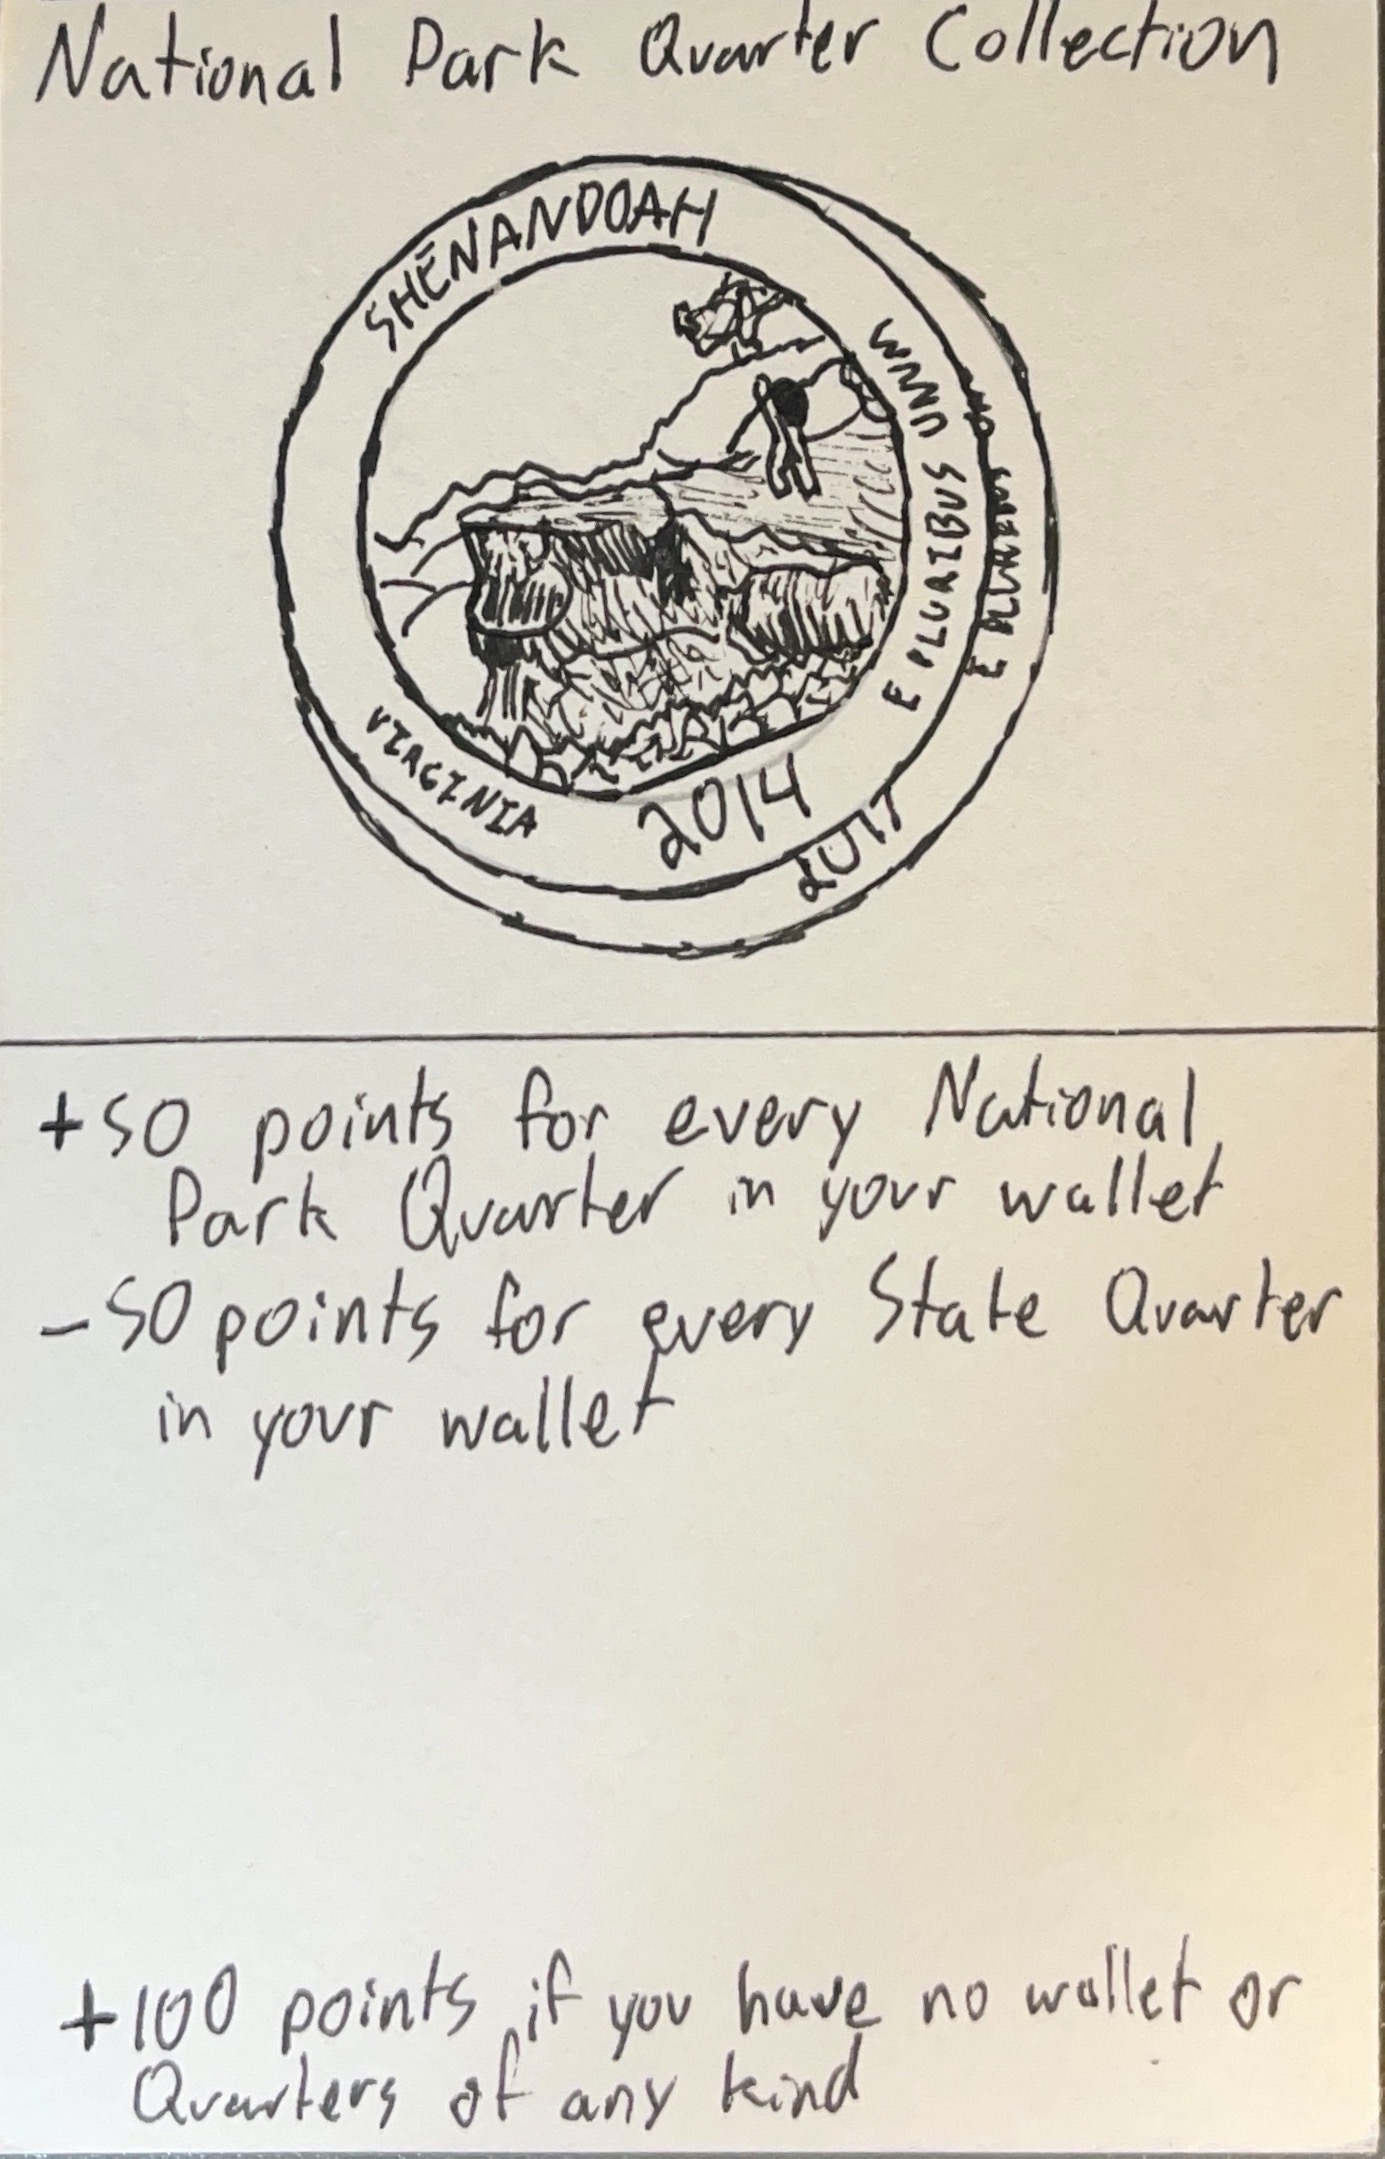 National Park Quarter Collection
SHENANDOAH
E PLURIBUS UNUM
E PLURIBUS UNU
VIRGINIA
2014
+50 points for every National
Park Quarter in your wallet
-50 points for every State Quarter
in your wallet
+100 points if you have no wallet or
Quarters of any kind